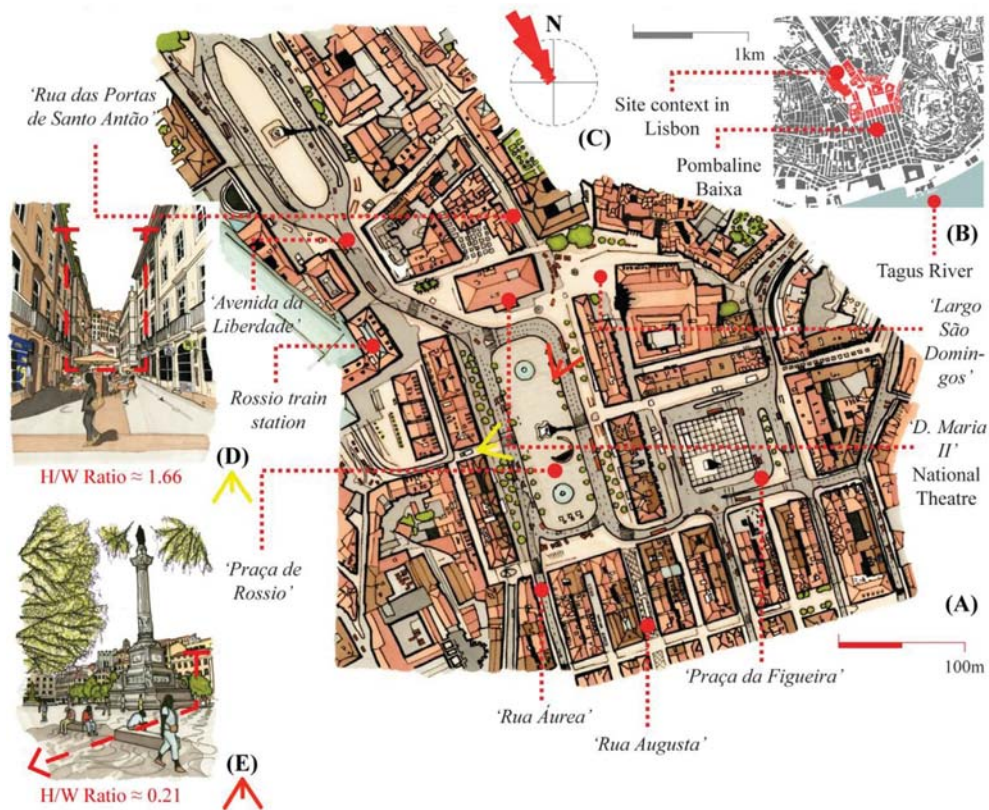 N
1km
'Rua das Portas
de Santo Antão'
(C)
Site context in
Lisbon
Pombaline
Baixa
(B)
Tagus River
'Avenida da
Liberdade'
'Largo
São
Domin-
gos'
Rossio train
station
'D. Maria
II'
National
Theatre
H/W Ratio ≈ 1.66
(D)
'Praça de
Rossio'
(A)
100m
'Praça da Figueira'
'Rua Áurea'
'Rua Augusta'
(E)
H/W Ratio ≈ 0.21